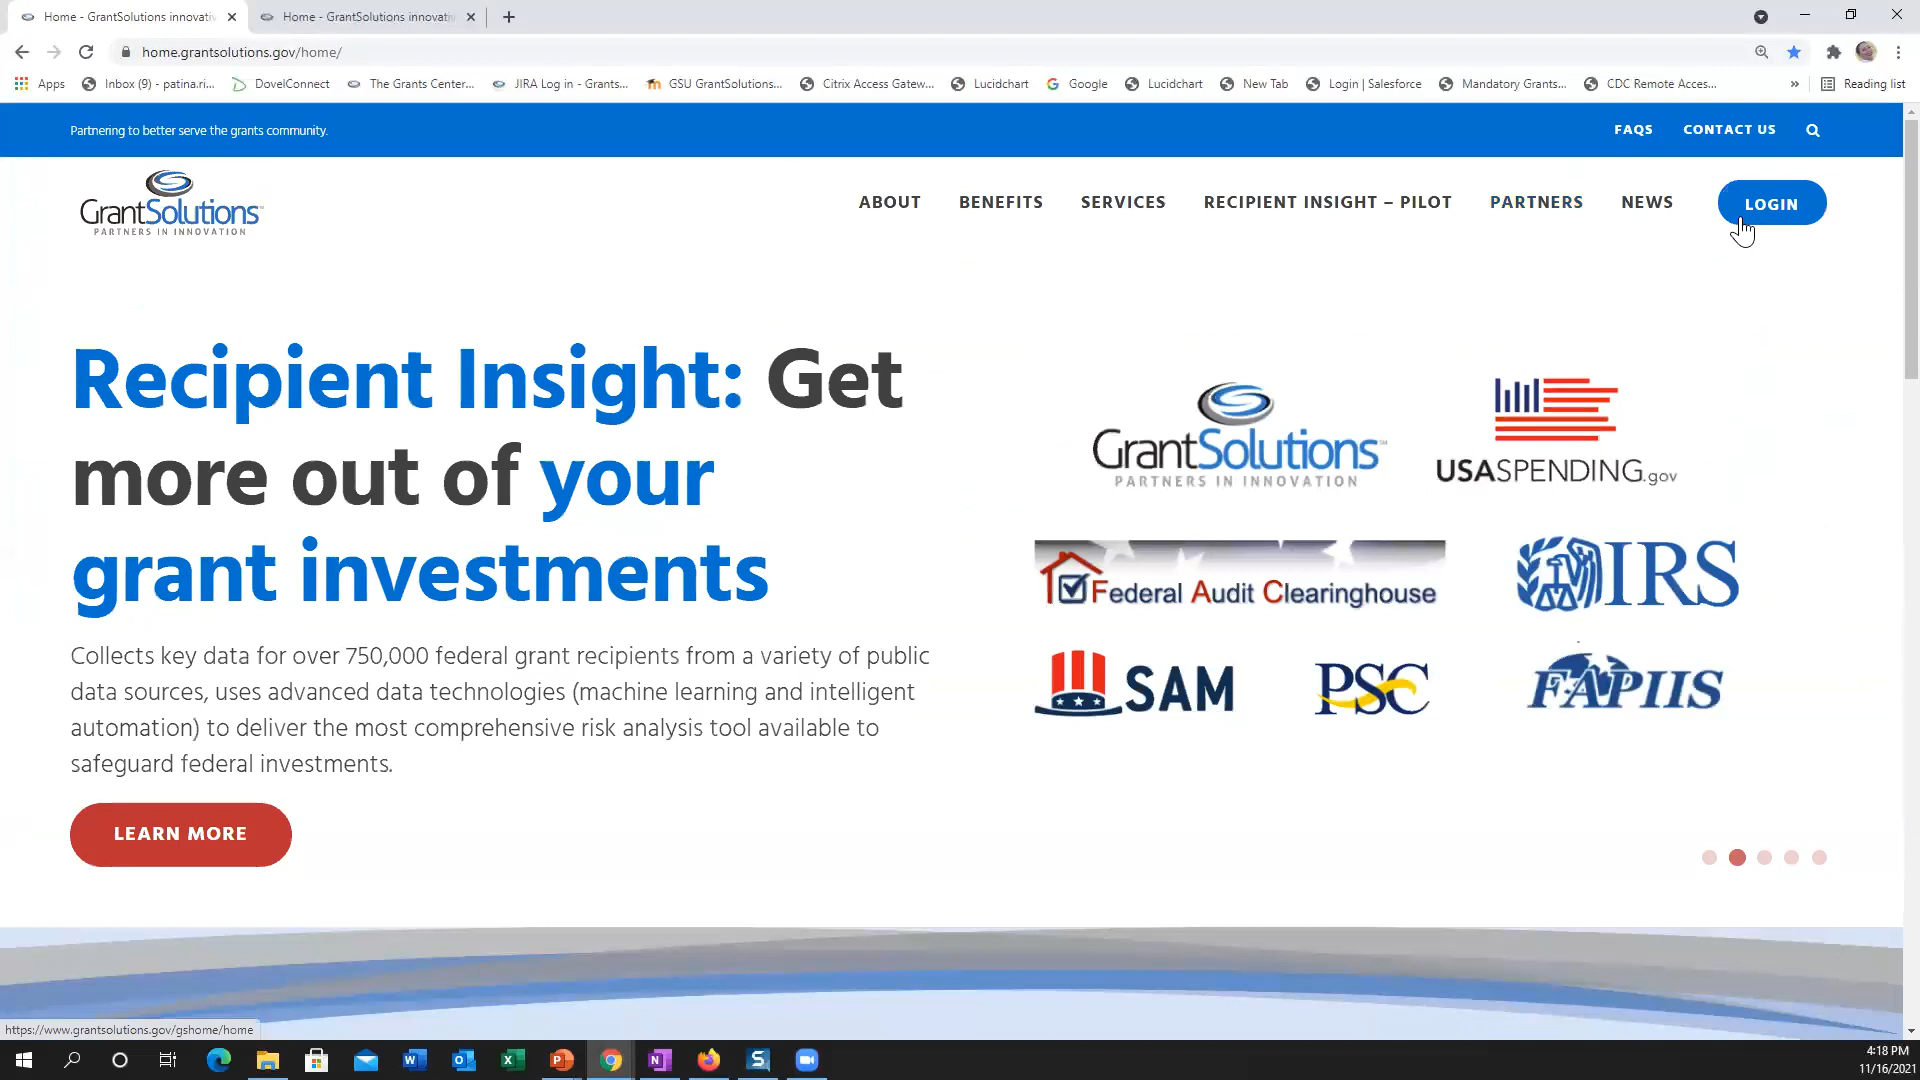 Home - GrantSolutions innovativ
Home - GrantSolutions innovativ
home.grantsolutions.gov/home/
Apps
Inbox (9) - patina.ri...
DovelConnect
The Grants Center...
JIRA Log in - Grants...
GSU GrantSolutions...
Citrix Access Gatew...
Lucidchart
Google
Lucidchart
New Tab
Login | Salesforce
Mandatory Grants...
CDC Remote Acces...
»
Reading list
Partnering to better serve the grants community.
FAQS
CONTACT US
GrantSolutions™
PARTNERS IN INNOVATION
ABOUT
BENEFITS
SERVICES
RECIPIENT INSIGHT – PILOT
PARTNERS
NEWS
LOGIN
Recipient Insight: Get
more out of your
grant investments
Collects key data for over 750,000 federal grant recipients from a variety of public
data sources, uses advanced data technologies (machine learning and intelligent
automation) to deliver the most comprehensive risk analysis tool available to
safeguard federal investments.
LEARN MORE
GrantSolutions™
PARTNERS IN INNOVATION
USASPENDING.gov
Federal Audit Clearinghouse
IRS
SAM
PSC
FAPIIS
https://www.grantsolutions.gov/gshome/home
4:18 PM
11/16/2021